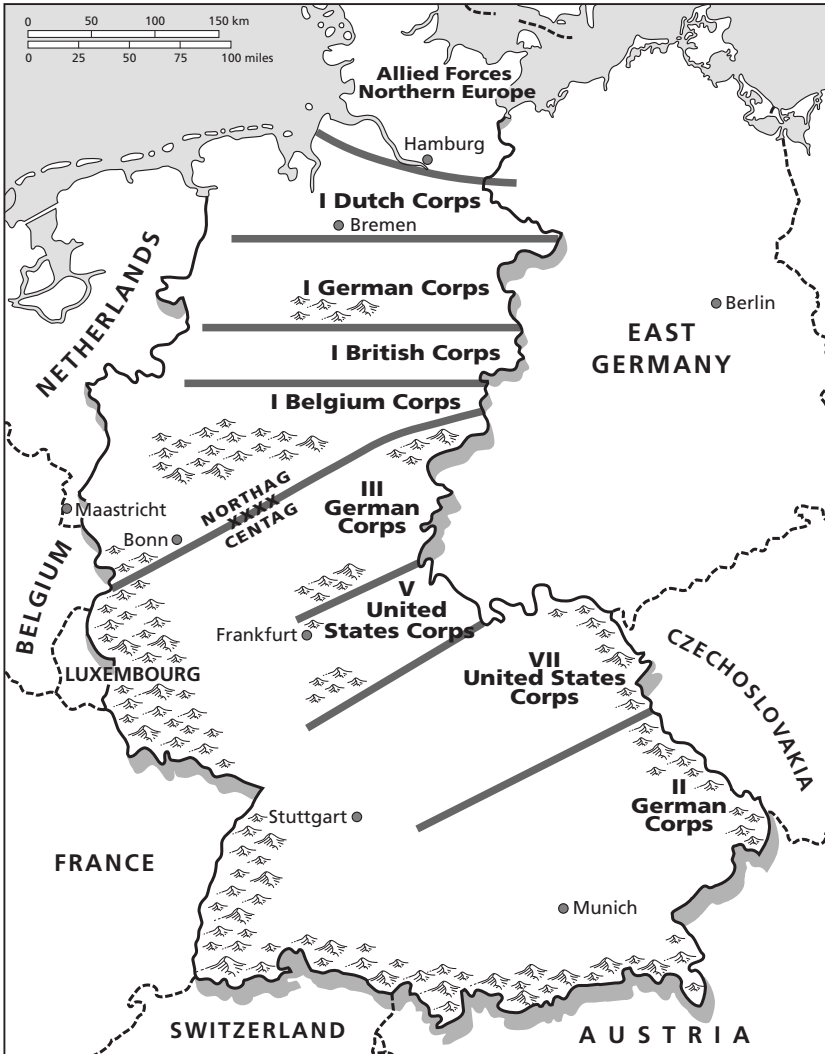 0 50 100 150 km
0 25 50 75 100 miles
Allied Forces
Northern Europe
Hamburg
I Dutch Corps
Bremen
I German Corps
Berlin
NETHERLANDS
EAST
GERMANY
I British Corps
I Belgium Corps
NORTHAG
XXXX
CENTAG
III
German
Corps
Maastricht
Bonn
BELGIUM
V
United
States Corps
Frankfurt
LUXEMBOURG
VII
United States
Corps
CZECHOSLOVAKIA
II
German
Corps
Stuttgart
FRANCE
Munich
SWITZERLAND
AUSTRIA